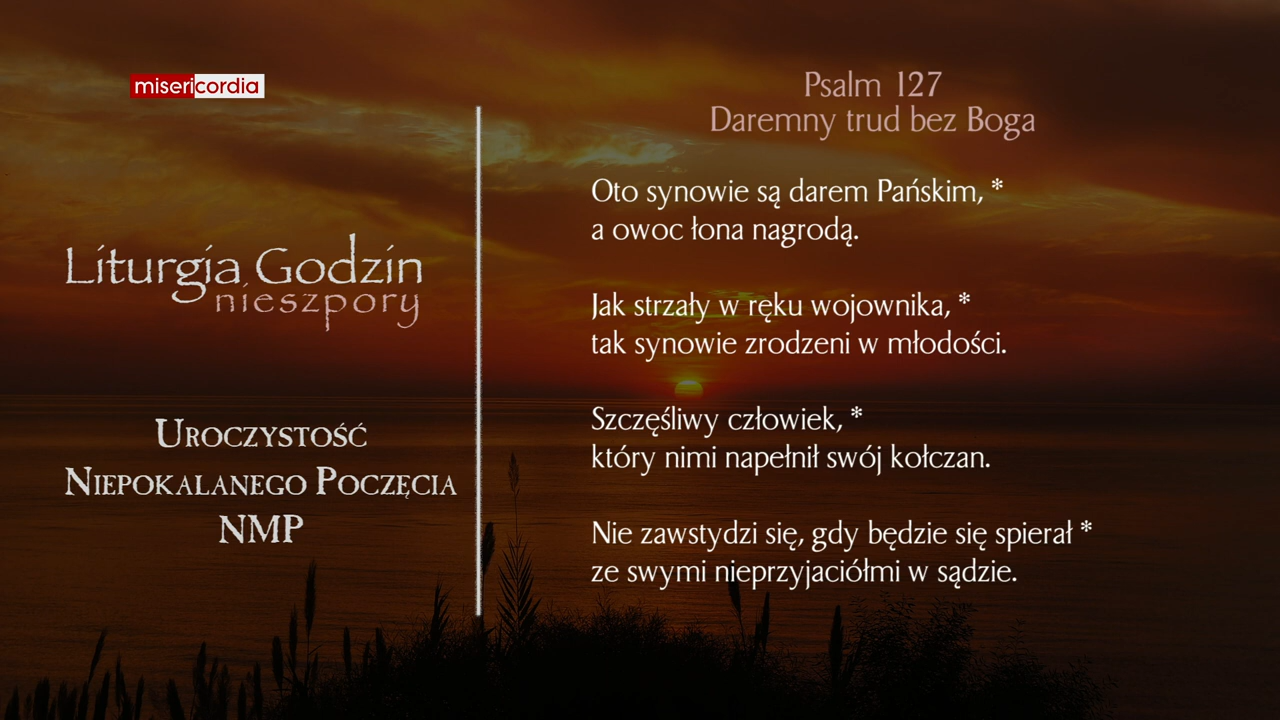 misericordia
Liturgia Godzin
nieszpory
Uroczystość
Niepokalanego Poczęcia
NMP
Psalm 127
Daremny trud bez Boga
Oto synowie są darem Pańskim, *
a owoc łona nagrodą.
Jak strzały w ręku wojownika, *
tak synowie zrodzeni w młodości.
Szczęśliwy człowiek, *
który nimi napełnił swój kołczan.
Nie zawstydzi się, gdy będzie się spierał *
ze swymi nieprzyjaciółmi w sądzie.